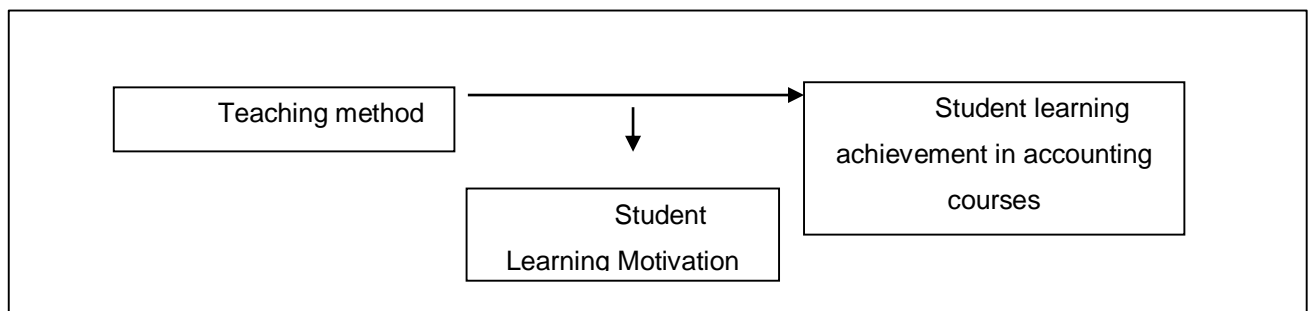 Teaching method
Student learning
achievement in accounting
courses
Student
Learning Motivation